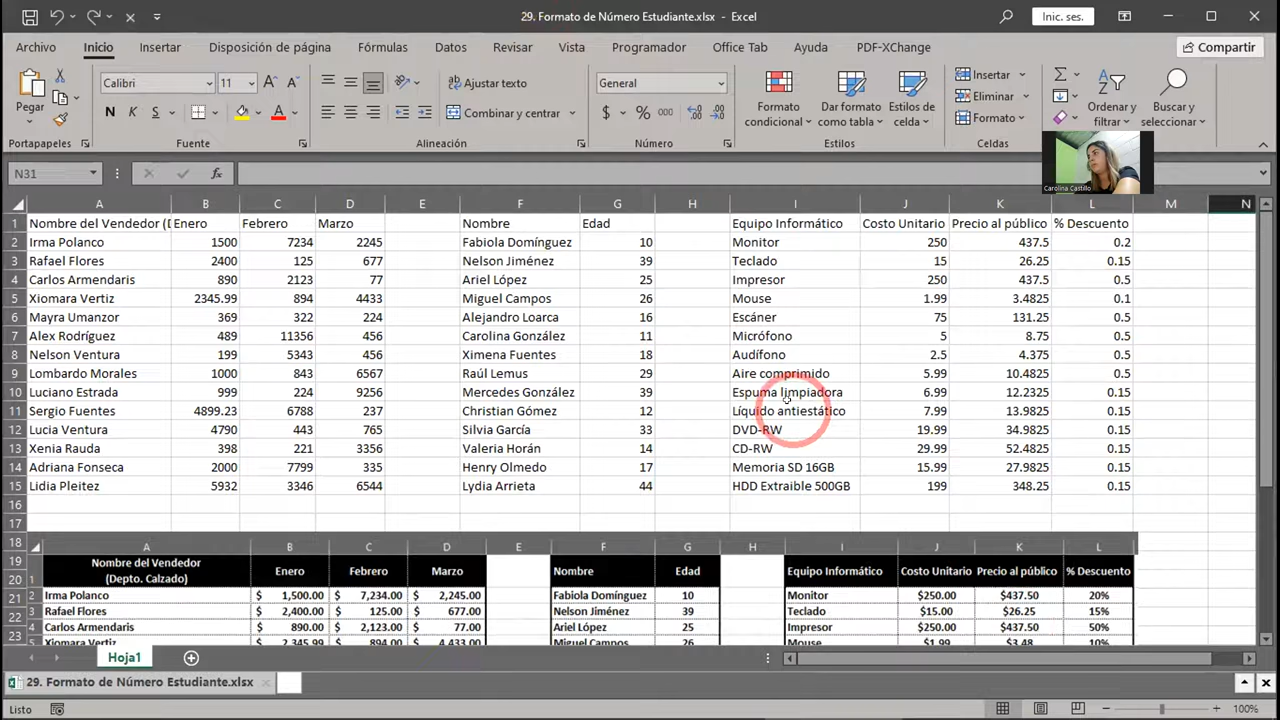 29. Formato de Número Estudiante.xlsx - Excel
Inic. ses.
Archivo Inicio Insertar Disposición de página Fórmulas Datos Revisar Vista Programador Office Tab Ayuda PDF-XChange Compartir
Pegar Calibri 11 Ajustar texto General Formato condicional Dar formato como tabla Estilos de celda Insertar Ordenar y filtrar Buscar y seleccionar
N K S Combinar y centrar $ % 000 Eliminar
Formato
Portapapeles Fuente Alineación Número Estilos Celdas
Carolina Castillo
N31 fx
A B C D E F G H I J K L M N
1 Nombre del Vendedor (D Enero Febrero Marzo Nombre Edad Equipo Informático Costo Unitario Precio al público % Descuento
2 Irma Polanco 1500 7234 2245 Fabiola Domínguez 10 Monitor 250 437.5 0.2
3 Rafael Flores 2400 125 677 Nelson Jiménez 39 Teclado 15 26.25 0.15
4 Carlos Armendaris 890 2123 77 Ariel López 25 Impresor 250 437.5 0.5
5 Xiomara Vertiz 2345.99 894 4433 Miguel Campos 26 Mouse 1.99 3.4825 0.1
6 Mayra Umanzor 369 322 224 Alejandro Loarca 16 Escáner 75 131.25 0.5
7 Alex Rodríguez 489 11356 456 Carolina González 11 Micrófono 5 8.75 0.5
8 Nelson Ventura 199 5343 456 Ximena Fuentes 18 Audífono 2.5 4.375 0.5
9 Lombardo Morales 1000 843 6567 Raúl Lemus 29 Aire comprimido 5.99 10.4825 0.5
10 Luciano Estrada 999 224 9256 Mercedes González 39 Espuma limpiadora 6.99 12.2325 0.15
11 Sergio Fuentes 4899.23 6788 237 Christian Gómez 12 Líquido antiestático 7.99 13.9825 0.15
12 Lucia Ventura 4790 443 765 Silvia García 33 DVD-RW 19.99 34.9825 0.15
13 Xenia Rauda 398 221 3356 Valeria Horán 14 CD-RW 29.99 52.4825 0.15
14 Adriana Fonseca 2000 7799 335 Henry Olmedo 17 Memoria SD 16GB 15.99 27.9825 0.15
15 Lidia Pleitez 5932 3346 6544 Lydia Arrieta 44 HDD Extraible 500GB 199 348.25 0.15
16
17
18 A B C D E F G H I J K L
19 Nombre del Vendedor
20 1 (Depto. Calzado) Enero Febrero Marzo Nombre Edad Equipo Informático Costo Unitario Precio al público % Descuento
21 2 Irma Polanco $ 1,500.00 $ 7,234.00 $ 2,245.00 Fabiola Domínguez 10 Monitor $250.00 $437.50 20%
22 3 Rafael Flores $ 2,400.00 $ 125.00 $ 677.00 Nelson Jiménez 39 Teclado $15.00 $26.25 15%
4 Carlos Armendaris $ 890.00 $ 2,123.00 $ 77.00 Ariel López 25 Impresor $250.00 $437.50 50%
23 5 Xiomara Vertiz $ 2,345.99 $ 894.00 $ 4,433.00 Miguel Campos 26 Mouse $1.99 $3.48 10%
Hoja1
29. Formato de Número Estudiante.xlsx
Listo 100%